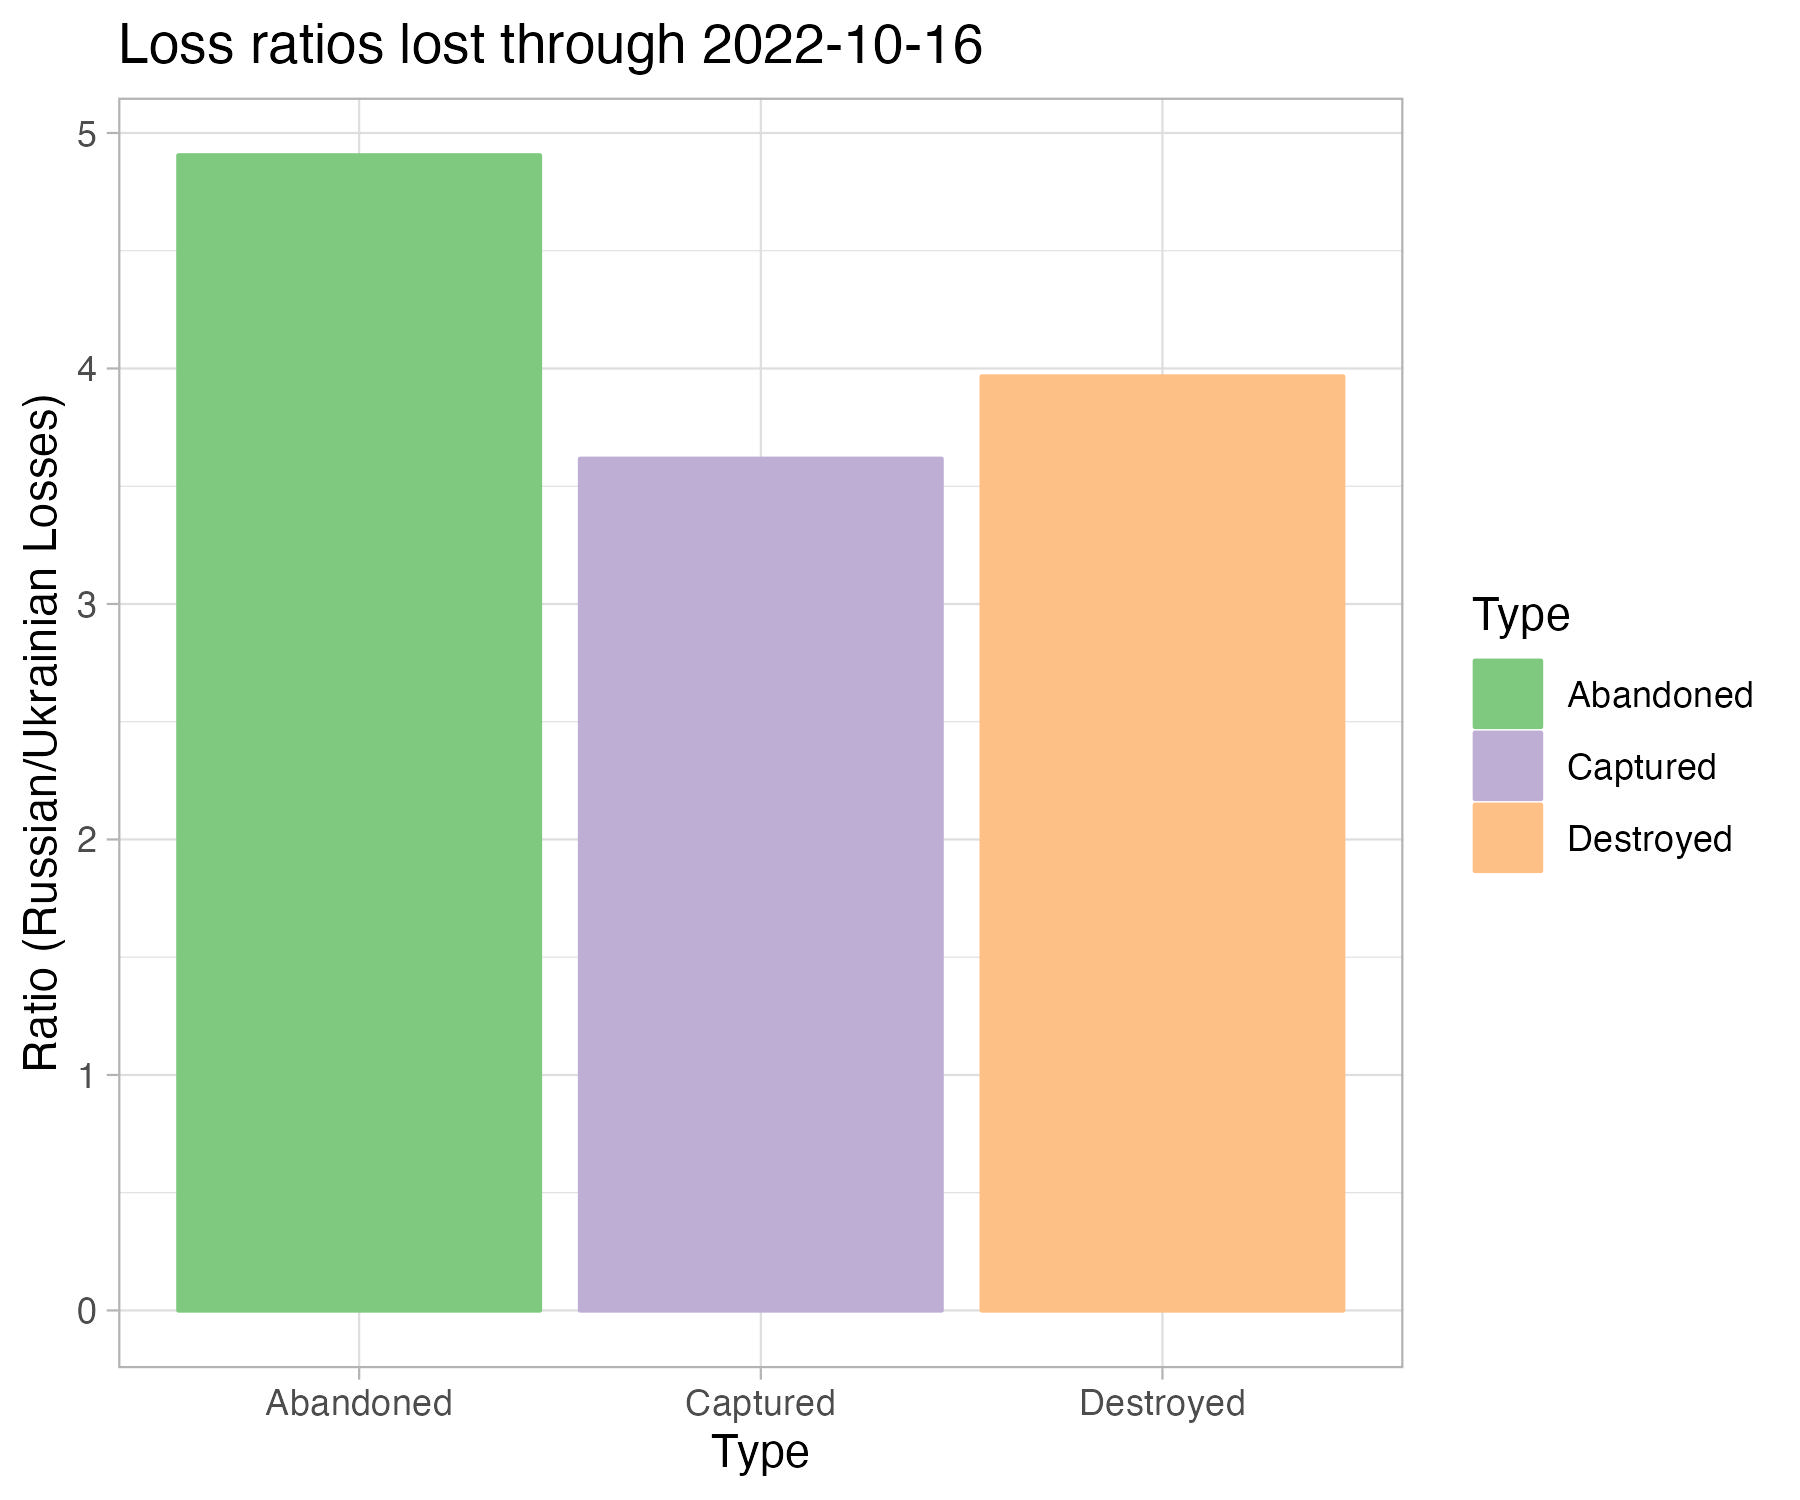 Loss ratios lost through 2022-10-16
Ratio (Russian/Ukrainian Losses)
5
4
3
2
1
0
Abandoned
Captured
Destroyed
Type
Type
Abandoned
Captured
Destroyed